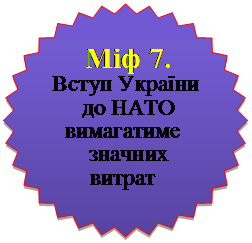 Міф 7.
Вступ України
до НАТО
вимагатиме
значних
витрат